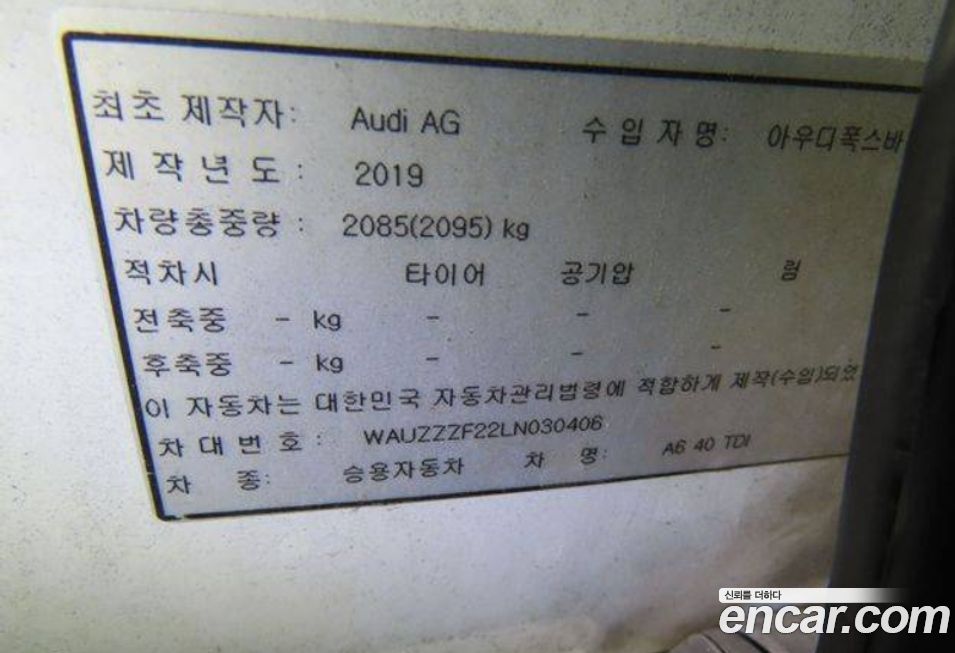 최초 제작자: Audi AG 수 입 자 명: 아우디폭스바
제 작 년 도 : 2019
차량총중량 : 2085(2095) kg
적차시 타이어 공기압 림
전축중 - kg - - -
후축중 - kg - - -
이 자동차는 대한민국 자동차관리법령에 적합하게 제작(수입)되었
차 대 번 호 : WAUZZZF22LN030406
차 종: 승용자동차 차 명: A6 40 TDI
신뢰를 더하다
encar.com